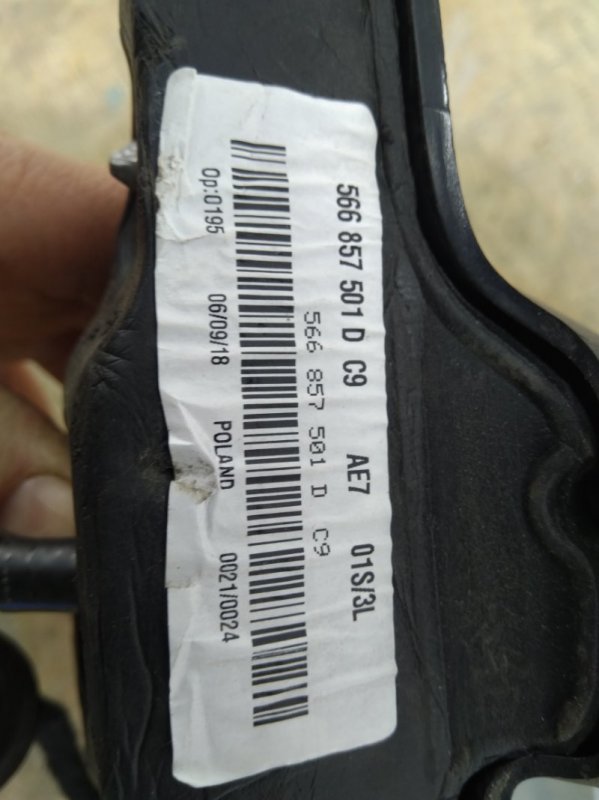 566 857 501 D C9 AE7 01S/3L
566 857 501 D C9
Op:0195 06/09/18 POLAND 0021/0024